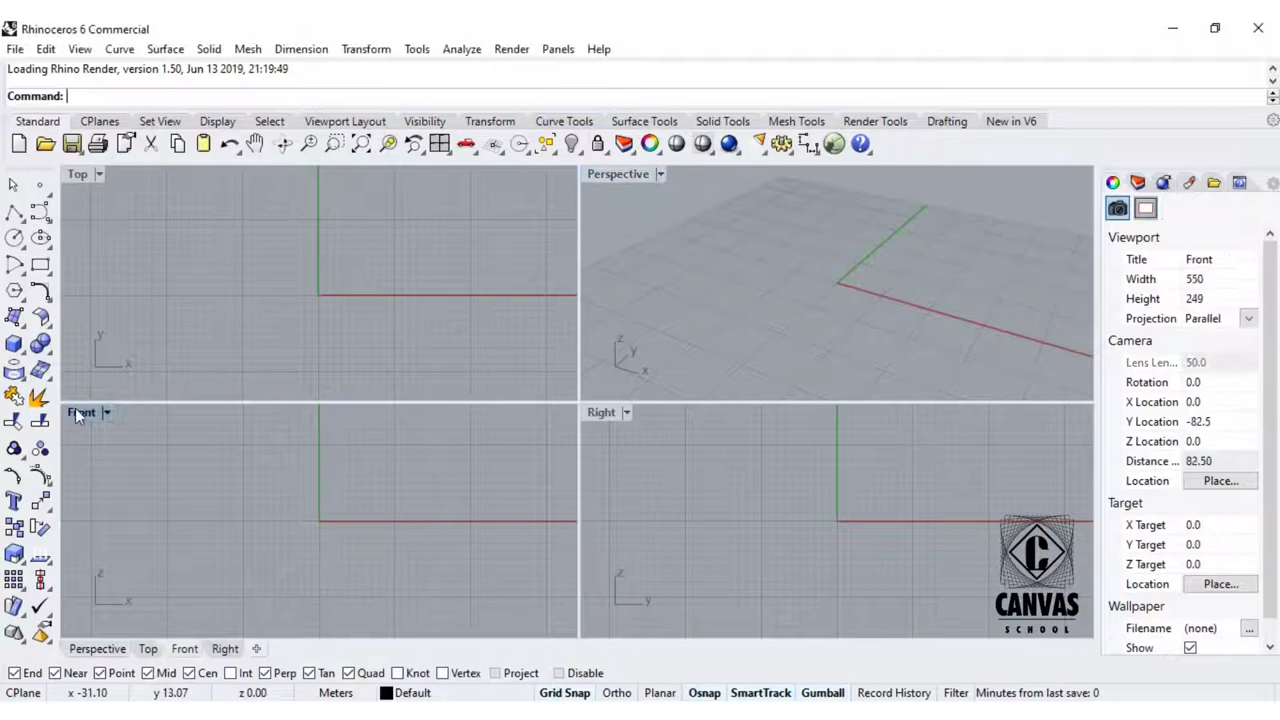 Rhinoceros 6 Commercial
File Edit View Curve Surface Solid Mesh Dimension Transform Tools Analyze Render Panels Help
Loading Rhino Render, version 1.50, Jun 13 2019, 21:19:49
Command:
Standard CPlanes Set View Display Select Viewport Layout Visibility Transform Curve Tools Surface Tools Solid Tools Mesh Tools Render Tools Drafting New in V6
Top
Perspective
y
x
z
y
x
Front
Right
z
x
z
y
Viewport
Title Front
Width 550
Height 249
Projection Parallel
Camera
Lens Len... 50.0
Rotation 0.0
X Location 0.0
Y Location -82.5
Z Location 0.0
Distance ... 82.50
Location Place...
Target
X Target 0.0
Y Target 0.0
Z Target 0.0
Location Place...
Wallpaper
Filename (none) ...
Show
C
CANVAS
SCHOOL
Perspective Top Front Right
End Near Point Mid Cen Int Perp Tan Quad Knot Vertex Project Disable
CPlane x -31.10 y 13.07 z 0.00 Meters Default Grid Snap Ortho Planar Osnap SmartTrack Gumball Record History Filter Minutes from last save: 0